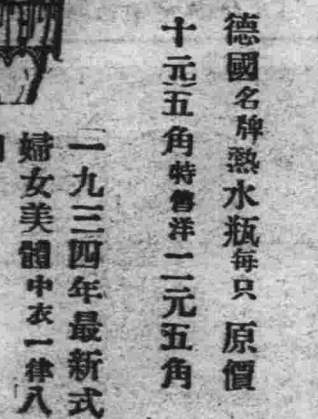 德國名牌熱水瓶每只 原價
十元五角特售洋二元五角
一九三四年最新式
婦女美體中衣一律八